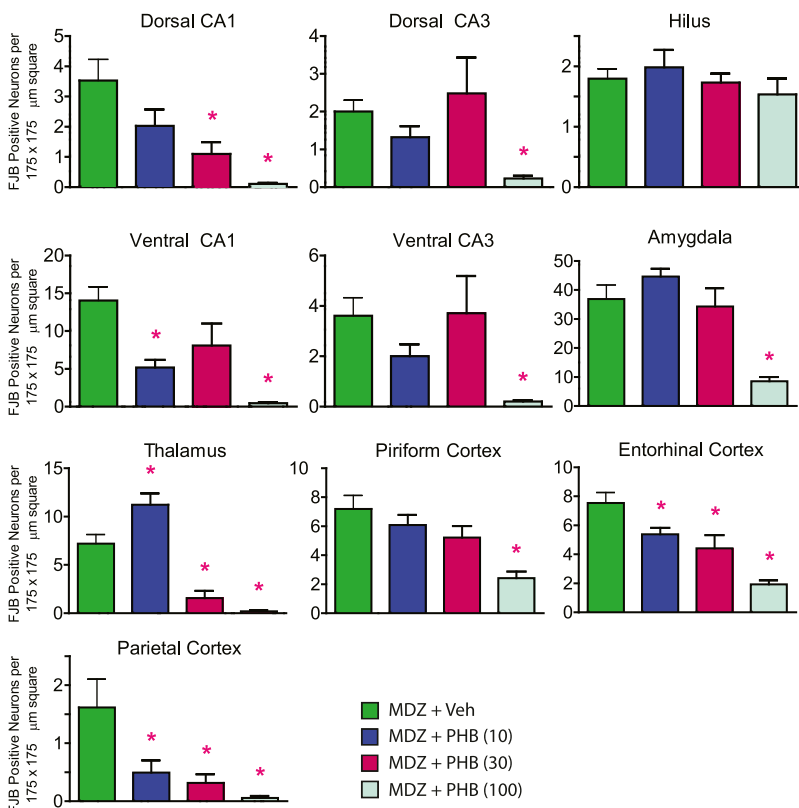 Dorsal CA1
Dorsal CA3
Hilus
FJB Positive Neurons per
175 x 175 μm square
5
4
3
2
1
0
4
3
2
1
0
2
1
0
*
*
*
Ventral CA1
Ventral CA3
Amygdala
FJB Positive Neurons per
175 x 175 μm square
20
15
10
5
0
6
4
2
0
50
40
30
20
10
0
*
*
*
*
Thalamus
Piriform Cortex
Entorhinal Cortex
FJB Positive Neurons per
175 x 175 μm square
15
10
5
0
10
8
6
4
2
0
8
6
4
2
0
*
*
*
*
*
*
*
Parietal Cortex
FJB Positive Neurons per
175 x 175 μm square
2
1
0
*
*
*
MDZ + Veh
MDZ + PHB (10)
MDZ + PHB (30)
MDZ + PHB (100)